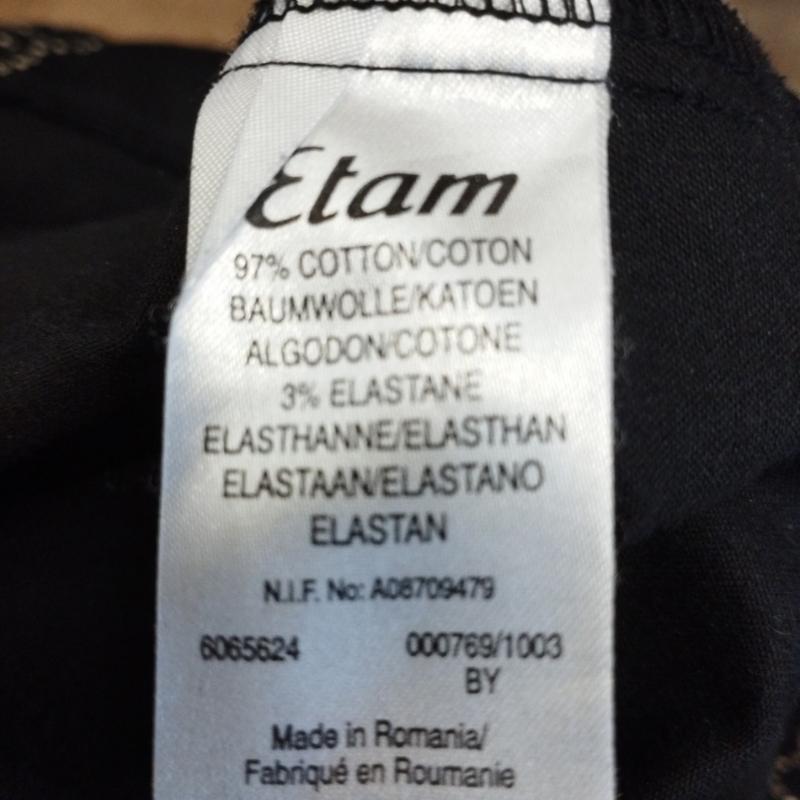 Etam
97% COTTON/COTON
BAUMWOLLE/KATOEN
ALGODON/COTONE
3% ELASTANE
ELASTHANNE/ELASTHAN
ELASTAAN/ELASTANO
ELASTAN
N.I.F. No: A08709479
6065624 000769/1003
BY
Made in Romania/
Fabriqué en Roumanie